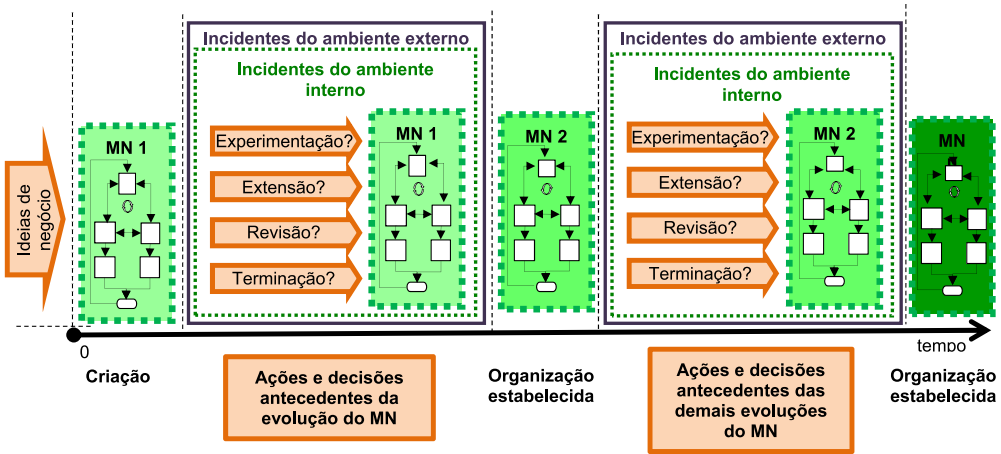 Ideias de
negócio
MN 1
Incidentes do ambiente externo
Incidentes do ambiente
interno
Experimentação?
Extensão?
Revisão?
Terminação?
MN 1
MN 2
Incidentes do ambiente externo
Incidentes do ambiente
interno
Experimentação?
Extensão?
Revisão?
Terminação?
MN 2
MN
0
tempo
Criação
Ações e decisões
antecedentes da
evolução do MN
Organização
estabelecida
Ações e decisões
antecedentes das
demais evoluções
do MN
Organização
estabelecida